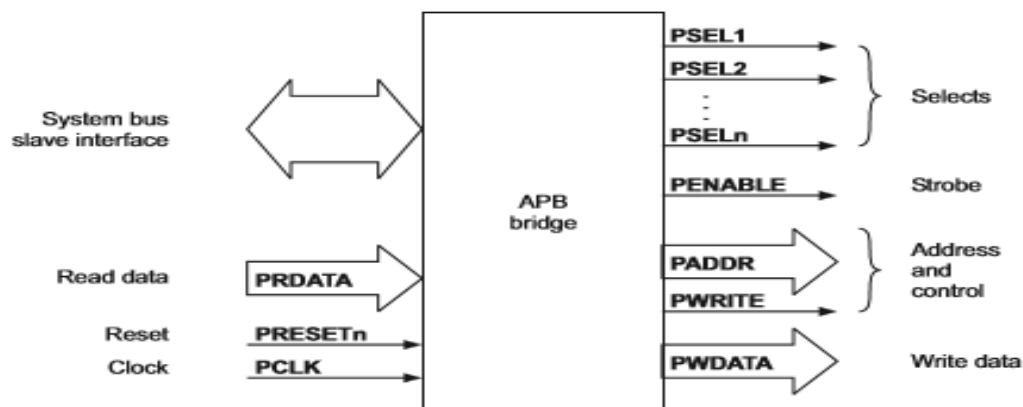 System bus
slave interface
Read data
PRDATA
Reset
PRESETn
Clock
PCLK
APB
bridge
PSEL1
PSEL2
PSELn
Selects
PENABLE
Strobe
PADDR
PWRITE
Address
and
control
PWDATA
Write data